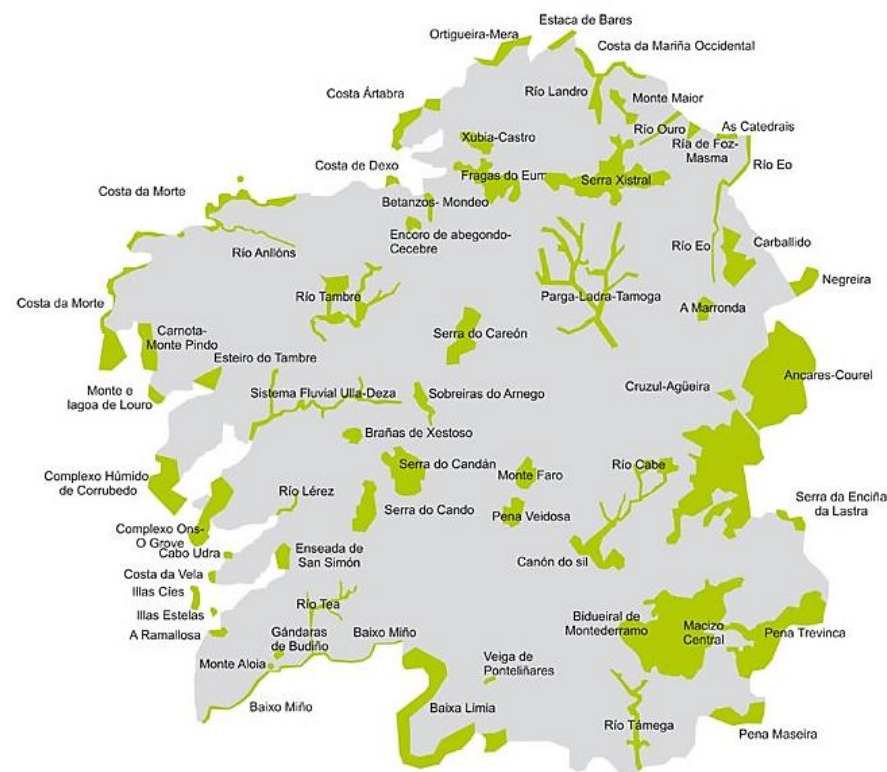 Estaca de Bares
Ortigueira-Mera
Costa da Mariña Occidental
Costa Ártabra
Río Landro
Monte Maior
Xubia-Castro
Río Ouro
As Catedrais
Ría de Foz-
Masma
Costa de Dexo
Fragas do Eum
Serra Xistral
Río Eo
Costa da Morte
Betanzos- Mondeo
Encoro de abegondo-
Cecebre
Río Anllóns
Río Eo
Carballido
Negreira
Costa da Morte
Río Tambre
Parga-Ladra-Tamoga
A Marronda
Carnota-
Monte Pindo
Serra do Careón
Esteiro do Tambre
Ancares-Courel
Monte e
lagoa de Louro
Sistema Fluvial Ulla-Deza
Sobreiras do Arnego
Cruzul-Agüeira
Brañas de Xestoso
Complexo Húmido
de Corrubedo
Serra do Candán
Monte Faro
Río Cabe
Río Lérez
Serra da Enciña
da Lastra
Complexo Ons-
O Grove
Serra do Cando
Pena Veidosa
Cabo Udra
Enseada de
San Simón
Canón do sil
Costa da Vela
Illas Cíes
Río Tea
Illas Estelas
A Ramallosa
Gándaras
de Budiño
Baixo Miño
Bidueiral de
Montederramo
Macizo
Central
Pena Trevinca
Monte Aloia
Veiga de
Ponteliñares
Baixo Miño
Baixa Limia
Río Támega
Pena Maseira